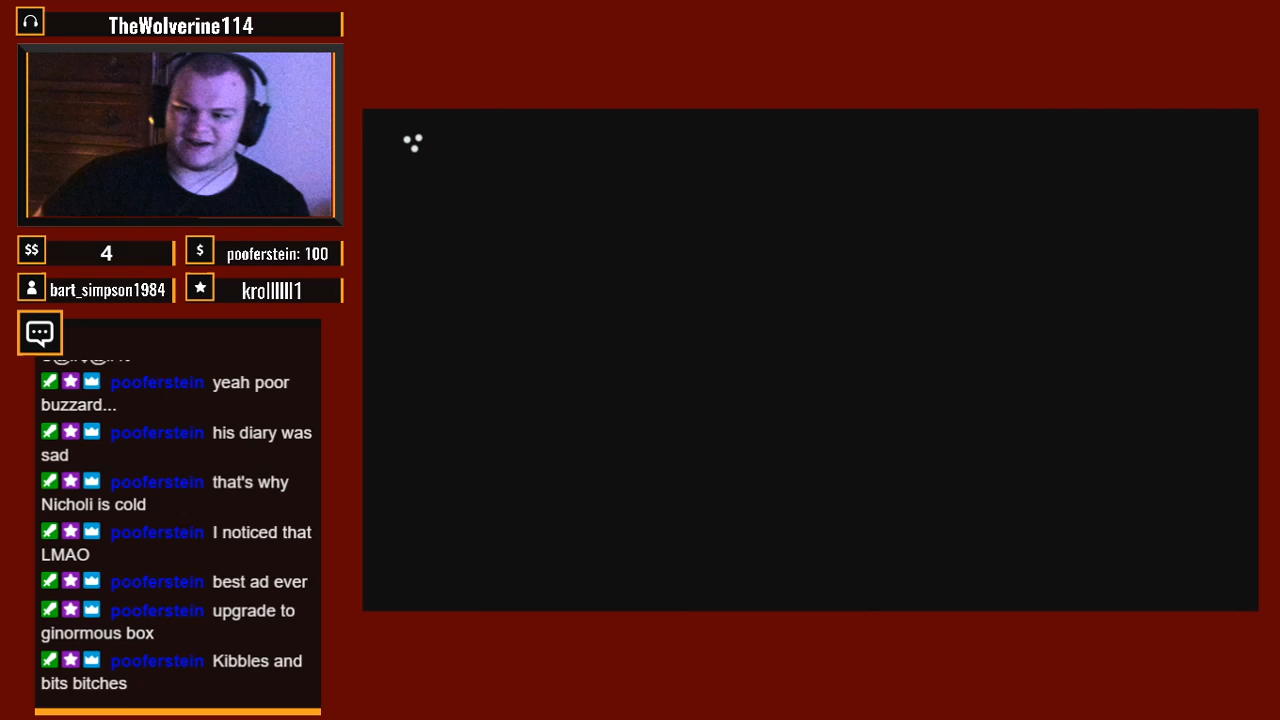 TheWolverine114
$$ 4 $ pooferstein: 100
bart_simpson1984 krollllll1
pooferstein yeah poor
buzzard...
pooferstein his diary was
sad
pooferstein that's why
Nicholi is cold
pooferstein I noticed that
LMAO
pooferstein best ad ever
pooferstein upgrade to
ginormous box
pooferstein Kibbles and
bits bitches